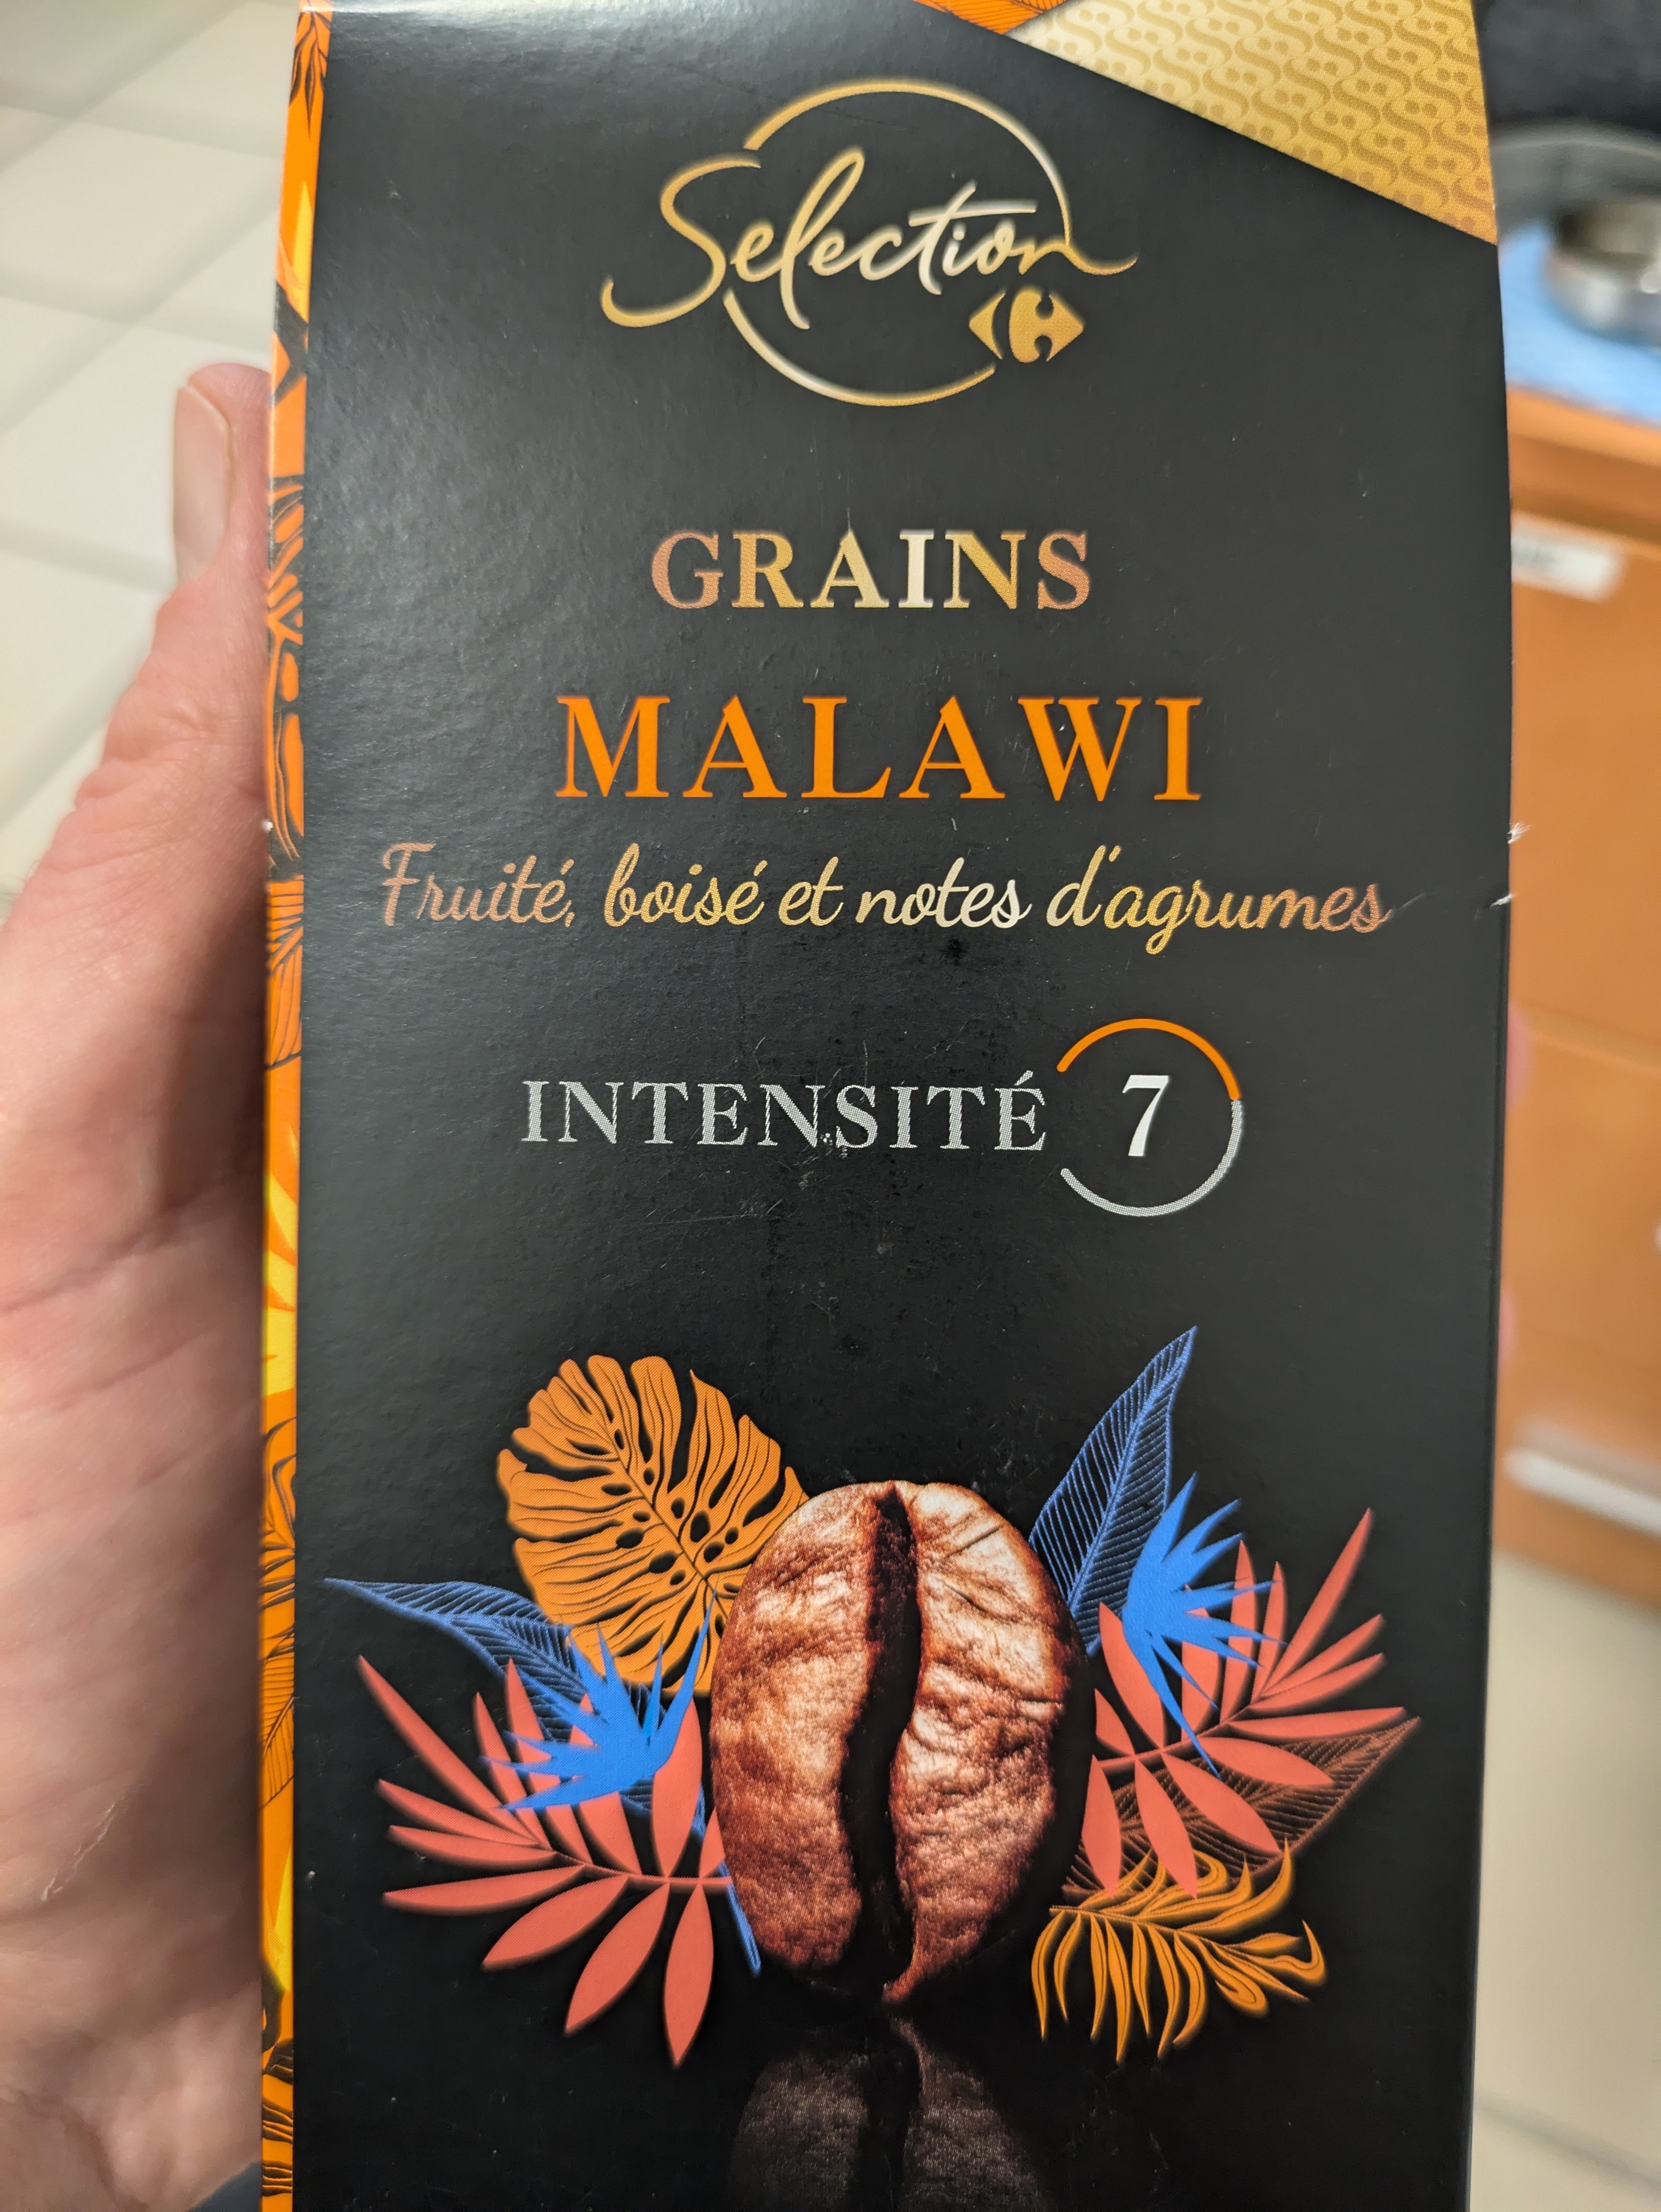 Selection
GRAINS
MALAWI
Fruité, boisé et notes d'agrumes
INTENSITÉ 7